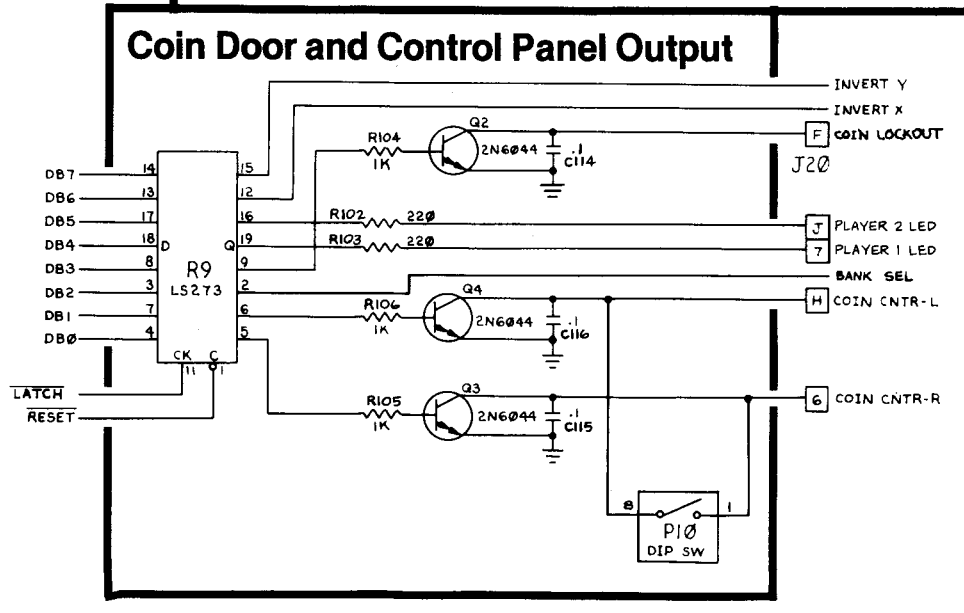 Coin Door and Control Panel Output
INVERT Y
INVERT X
Q2
R104
1K
2N6044
.1
C114
F COIN LOCKOUT
J20
DB7 14 15
DB6 13 12
DB5 17 16 R102 220 J PLAYER 2 LED
DB4 18 D Q 19 R103 220 7 PLAYER 1 LED
DB3 8 R9 9
DB2 3 LS273 2 BANK SEL
DB1 7 6
DBØ 4 5
R106
1K
Q4
2N6044
.1
C116
H COIN CNTR-L
CK C
11 1
LATCH
RESET
R105
1K
Q3
2N6044
.1
C115
6 COIN CNTR-R
8 1
P1Ø
DIP SW